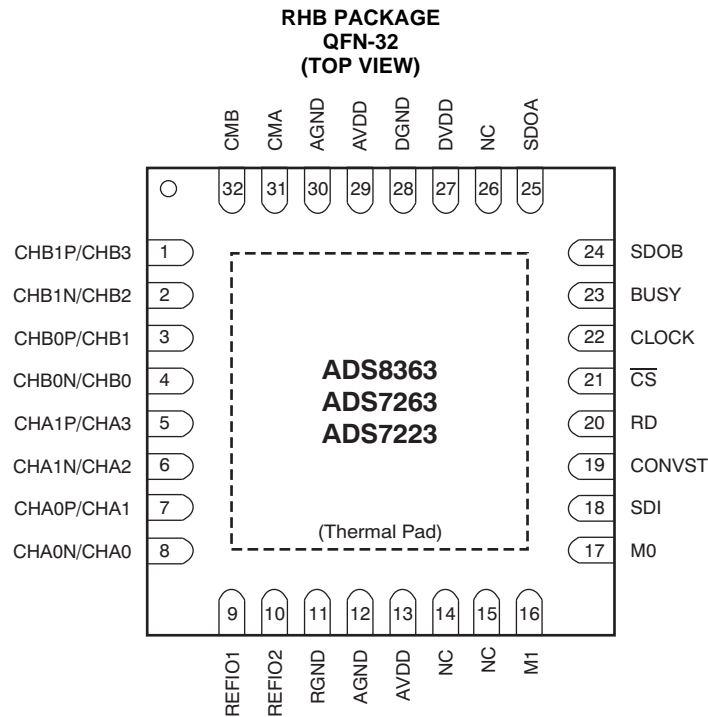 RHB PACKAGE
QFN-32
(TOP VIEW)
CMB
CMA
AGND
AVDD
DGND
DVDD
NC
SDOA
32 31 30 29 28 27 26 25
CHB1P/CHB3 1
CHB1N/CHB2 2
CHB0P/CHB1 3
CHB0N/CHB0 4
CHA1P/CHA3 5
CHA1N/CHA2 6
CHA0P/CHA1 7
CHA0N/CHA0 8
ADS8363
ADS7263
ADS7223
(Thermal Pad)
24 SDOB
23 BUSY
22 CLOCK
21 CS
20 RD
19 CONVST
18 SDI
17 M0
9 10 11 12 13 14 15 16
REFIO1
REFIO2
RGND
AGND
AVDD
NC
NC
M1